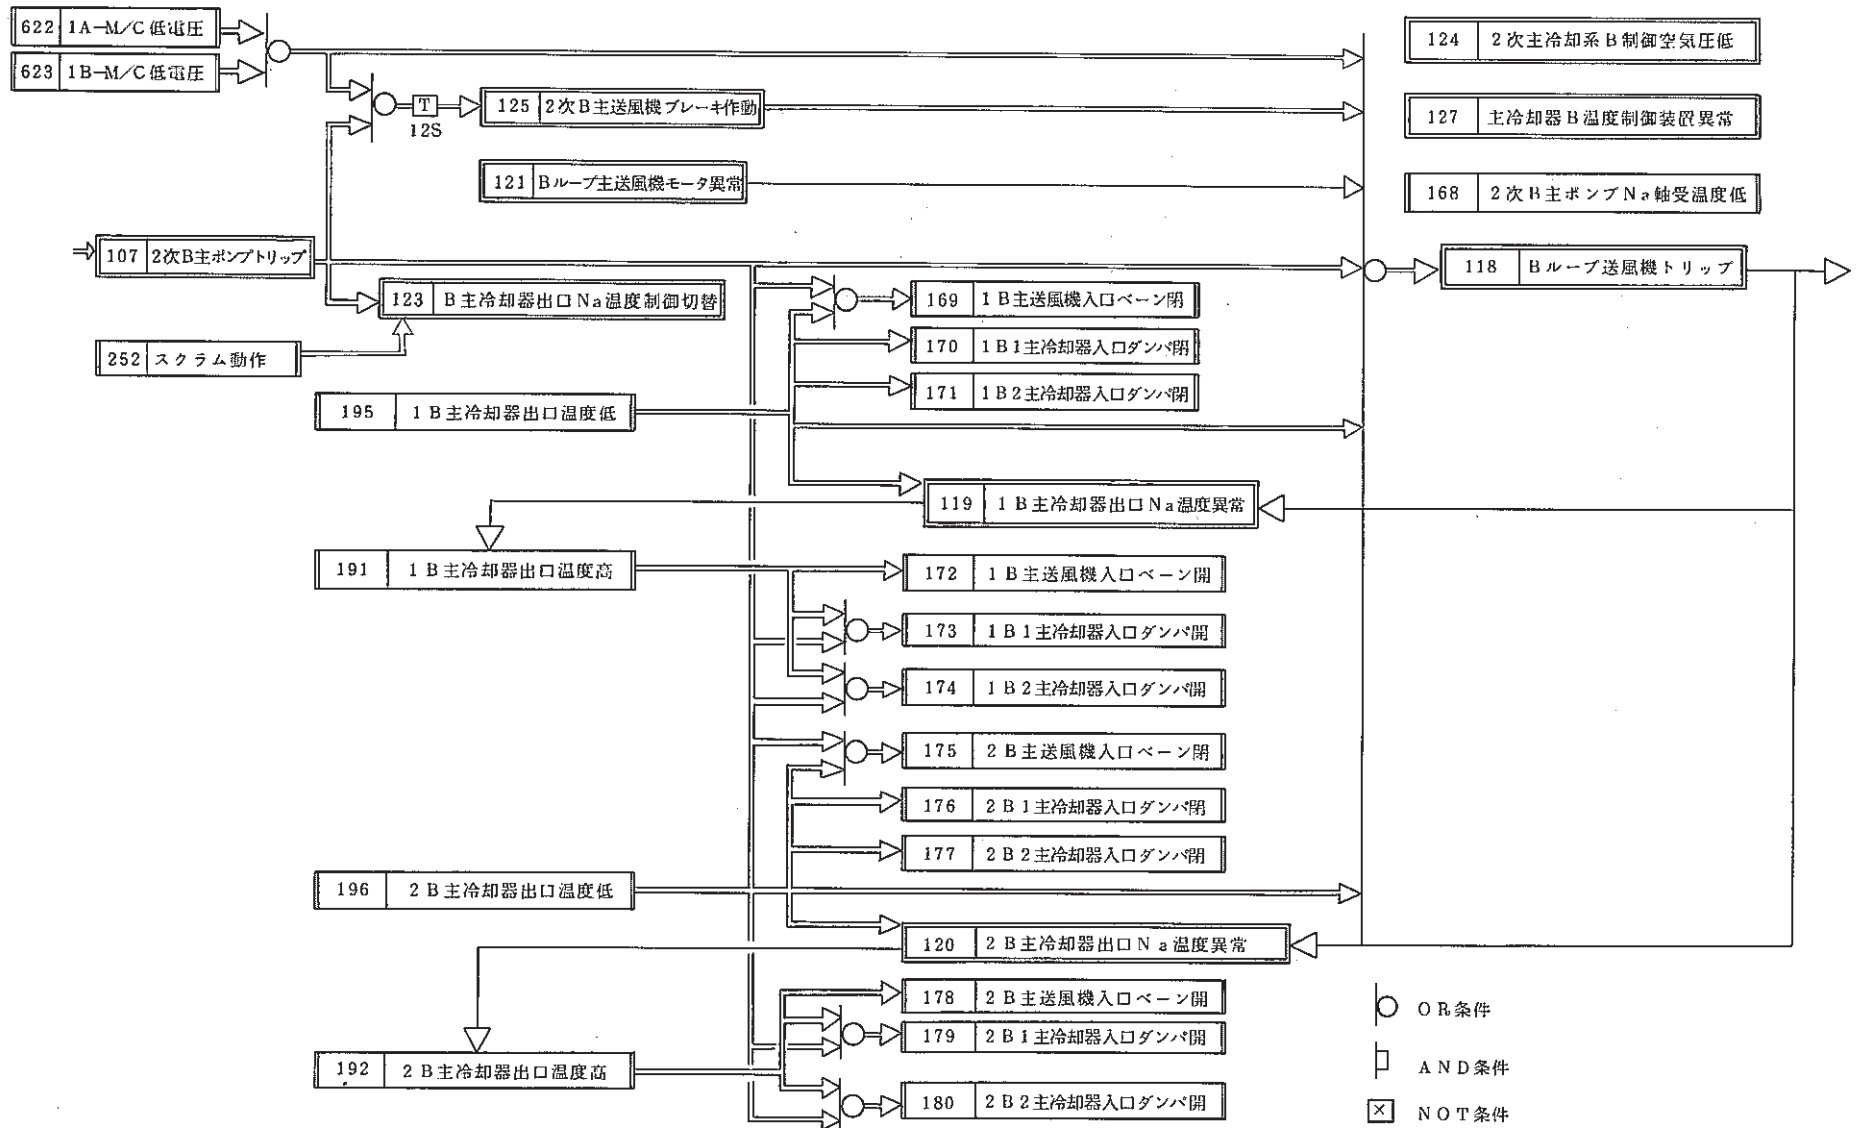 622 1A-M/C低電圧
623 1B-M/C低電圧
124 2次主冷却系B制御空気圧低
T
12S
125 2次B主送風機ブレーキ作動
127 主冷却器B温度制御装置異常
121 Bループ主送風機モータ異常
168 2次B主ポンプNa軸受温度低
107 2次B主ポンプトリップ
118 Bループ送風機トリップ
123 B主冷却器出口Na温度制御切替
169 1B主送風機入口ベーン閉
252 スクラム動作
170 1B1主冷却器入口ダンパ閉
171 1B2主冷却器入口ダンパ閉
195 1B主冷却器出口温度低
119 1B主冷却器出口Na温度異常
191 1B主冷却器出口温度高
172 1B主送風機入口ベーン開
173 1B1主冷却器入口ダンパ開
174 1B2主冷却器入口ダンパ開
175 2B主送風機入口ベーン閉
176 2B1主冷却器入口ダンパ閉
177 2B2主冷却器入口ダンパ閉
196 2B主冷却器出口温度低
120 2B主冷却器出口Na温度異常
178 2B主送風機入口ベーン開
179 2B1主冷却器入口ダンパ開
192 2B主冷却器出口温度高
180 2B2主冷却器入口ダンパ開
OR条件
AND条件
× NOT条件